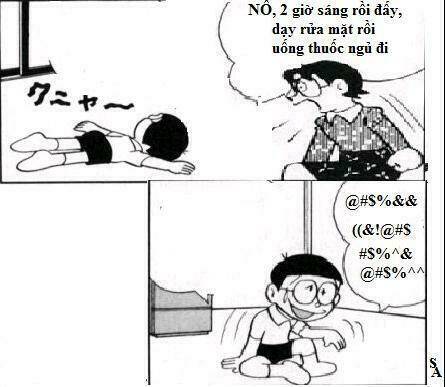 NÔ, 2 giờ sáng rồi đấy,
dạy rửa mặt rồi
uống thuốc ngủ đi
クニャ〜
@#$%&&
((&!@#$
#$%^&
@#$%^^
$
A